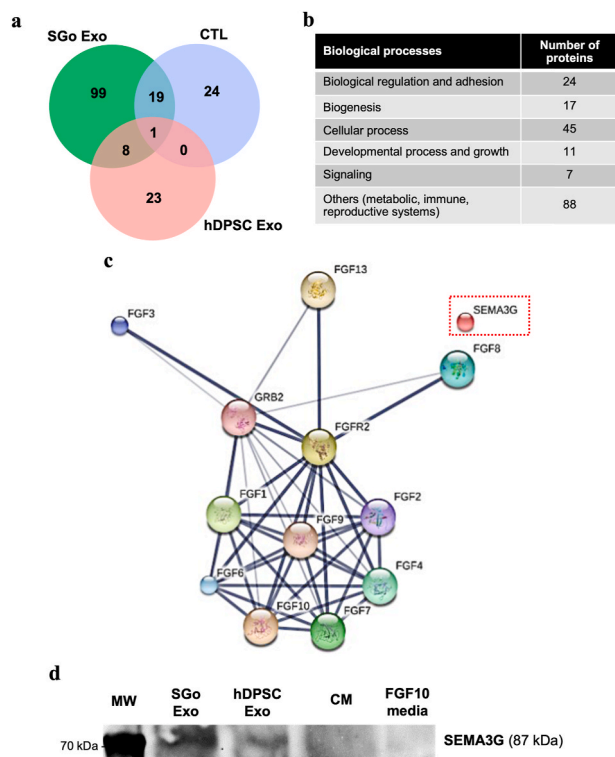 a
SGo Exo
CTL
99
19
24
1
8
0
23
hDPSC Exo
b
Biological processes
Number of
proteins
Biological regulation and adhesion
24
Biogenesis
17
Cellular process
45
Developmental process and growth
11
Signaling
7
Others (metabolic, immune,
reproductive systems)
88
c
FGF13
FGF3
SEMA3G
FGF8
GRB2
FGFR2
FGF1
FGF2
FGF9
FGF6
FGF4
FGF10
FGF7
d
MW
SGo
Exo
hDPSC
Exo
CM
FGF10
media
70 kDa
SEMA3G (87 kDa)